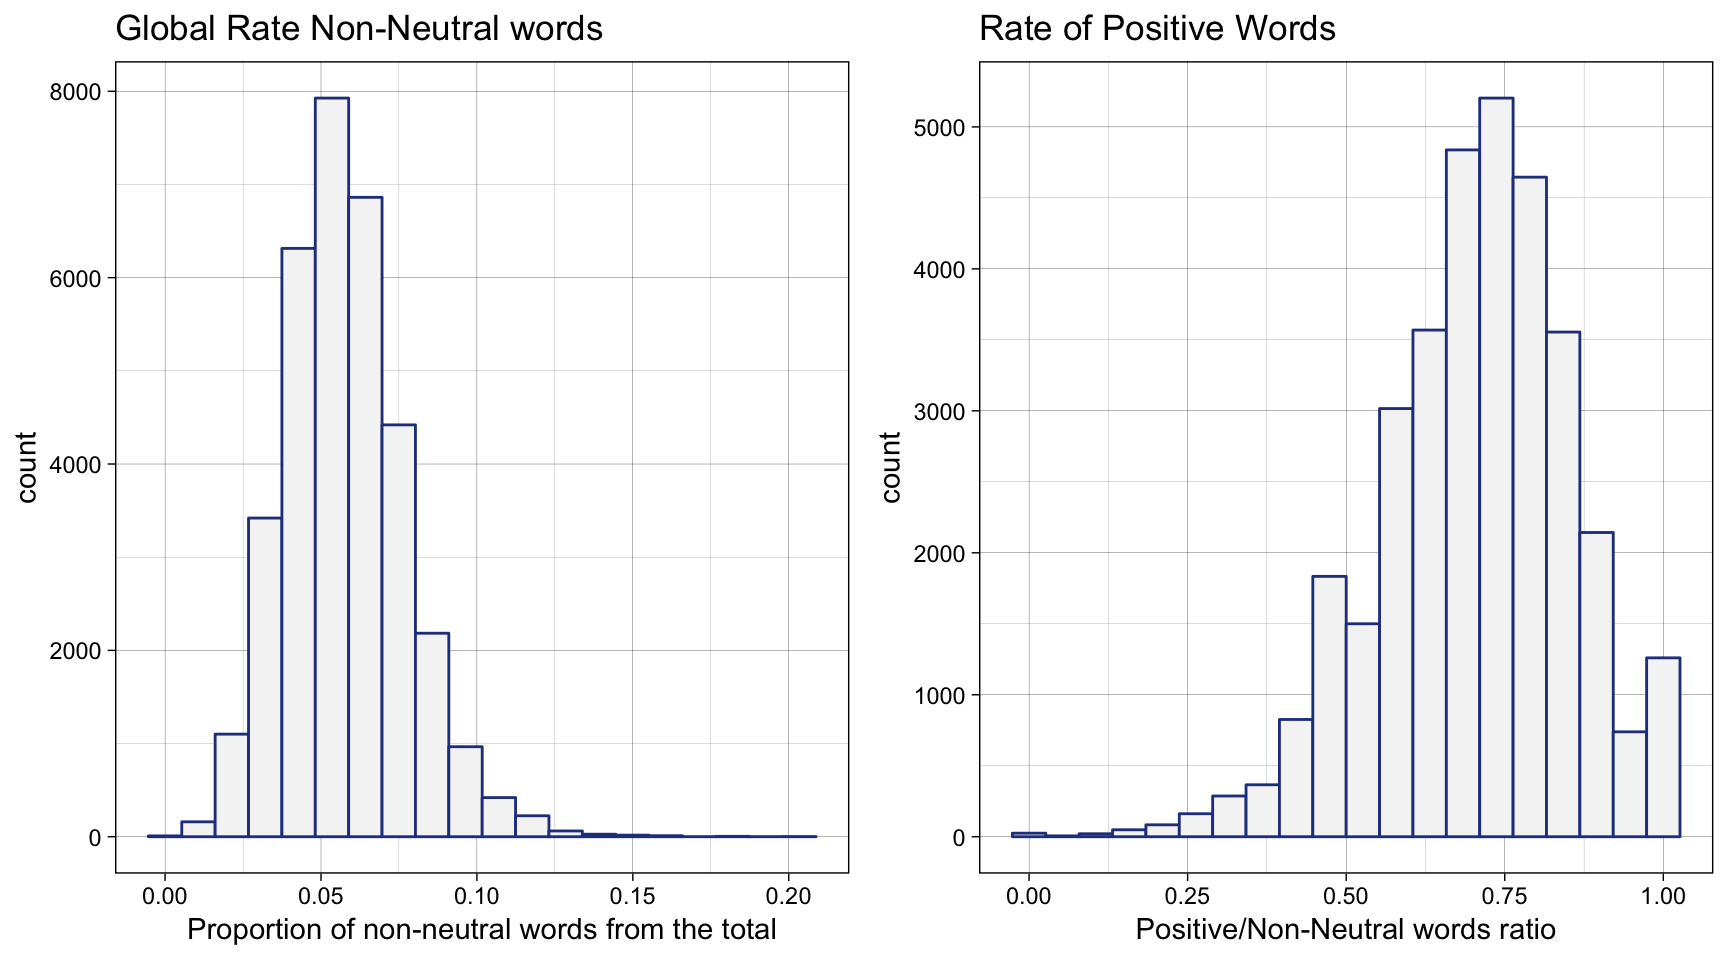 Global Rate Non-Neutral words
8000
6000
4000
2000
0
count
0.00 0.05 0.10 0.15 0.20
Proportion of non-neutral words from the total
Rate of Positive Words
5000
4000
3000
2000
1000
0
count
0.00 0.25 0.50 0.75 1.00
Positive/Non-Neutral words ratio